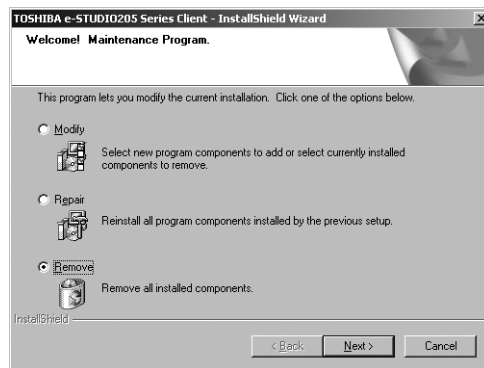 TOSHIBA e-STUDIO205 Series Client - InstallShield Wizard
Welcome! Maintenance Program.
This program lets you modify the current installation. Click one of the options below.
Modify
Select new program components to add or select currently installed
components to remove.
Repair
Reinstall all program components installed by the previous setup.
Remove
Remove all installed components.
InstallShield
< Back
Next >
Cancel